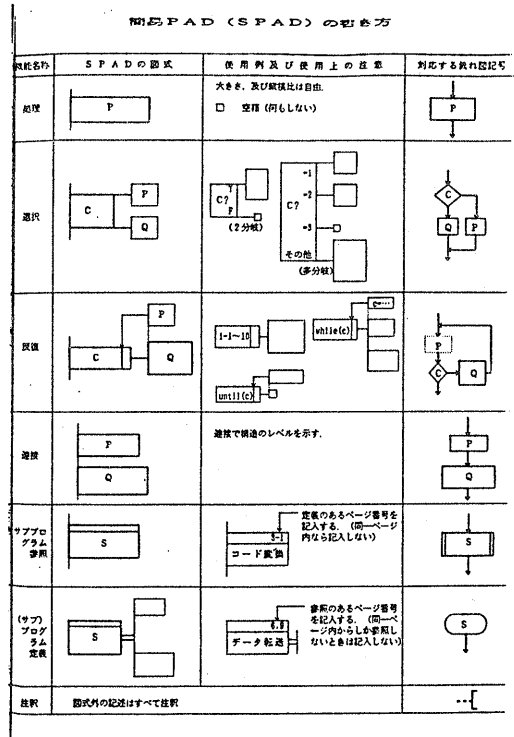 簡易PAD（SPAD）の書き方
機能名称
SPADの図式
使用例及び使用上の注意
対応する流れ図記号
処理
P
大きさ，及び縦横比は自由．
空箱（何もしない）
P
選択
C
P
Q
C?
Y
F
(2分岐)
C?
=1
=2
=3
その他
(多分岐)
C
Q
P
反復
P
C
Q
i=1~10
while(c)
until(c)
P
C
Q
連接
P
Q
連接で構造のレベルを示す．
P
Q
サブプロ
グラム
参照
S
定義のあるページ番号を
記入する．（同一ページ
内なら記入しない）
コード変換
S
(サブ)
プログ
ラム
定義
S
参照のあるページ番号
を記入する．（同一ペ
ージ内からしか参照し
ないときは記入しない）
データ転送
S
注釈
図式外の記述はすべて注釈